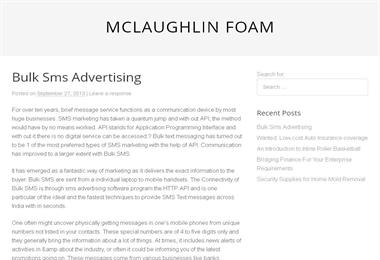 MCLAUGHLIN FOAM
Bulk Sms Advertising
Posted on September 27, 2013 | Leave a response
For over ten years, brief message service functions as a communication device by most
huge businesses. SMS marketing has taken a quantum jump and with out API, the method
would have by no means worked. API stands for Application Programming Interface and
with out it there is no digital service can be accessed.? Bulk text messaging has turned out
to be 1 of the most preferred types of SMS marketing with the help of API. Communication
has improved to a larger extent with Bulk SMS.
It has emerged as a fantastic way of marketing as it delivers the exact information to the
buyer. Bulk SMS are sent from a individual laptop to mobile handsets. The Connectivity of
Bulk SMS is through sms advertising software program the HTTP API and is one
particular of the ideal and the fastest techniques to provide SMS Text messages across
India with in seconds.
One often might uncover physically getting messages in one's mobile phones from unique
numbers not listed in your contacts. These special numbers are of 4 to five digits only and
they generally bring the information about a lot of things. At times, it includes news alerts of
activities n &amp about the industry, or often it could be informing you of the latest
promotions going on. These messages come from various businesses like banks
Search for:
Search
Recent Posts
Bulk Sms Advertising
Wanted: Low cost Auto insurance coverage
An Introduction to Inline Roller Basketball
Bridging Finance For Your Enterprise
Requirements
Security Supplies for Home Mold Removal